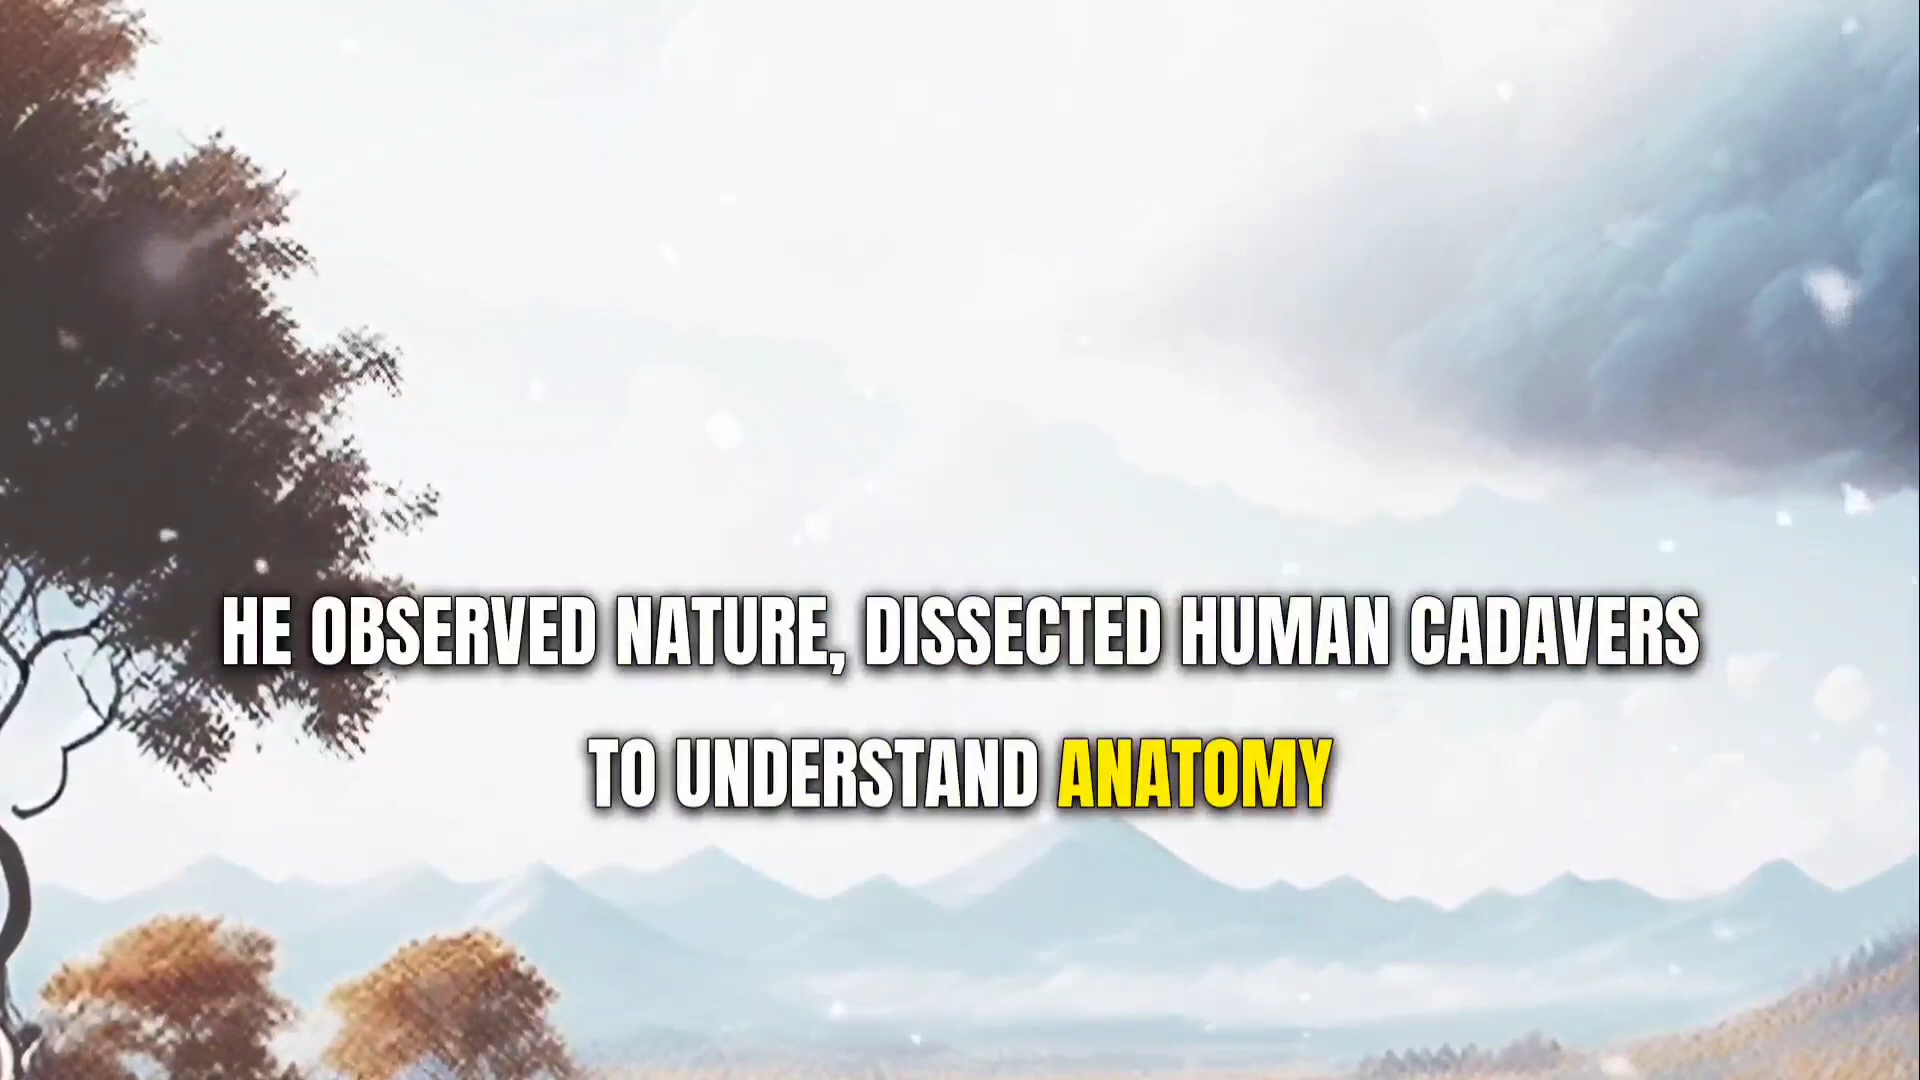 HE OBSERVED NATURE, DISSECTED HUMAN CADAVERS
TO UNDERSTAND ANATOMY